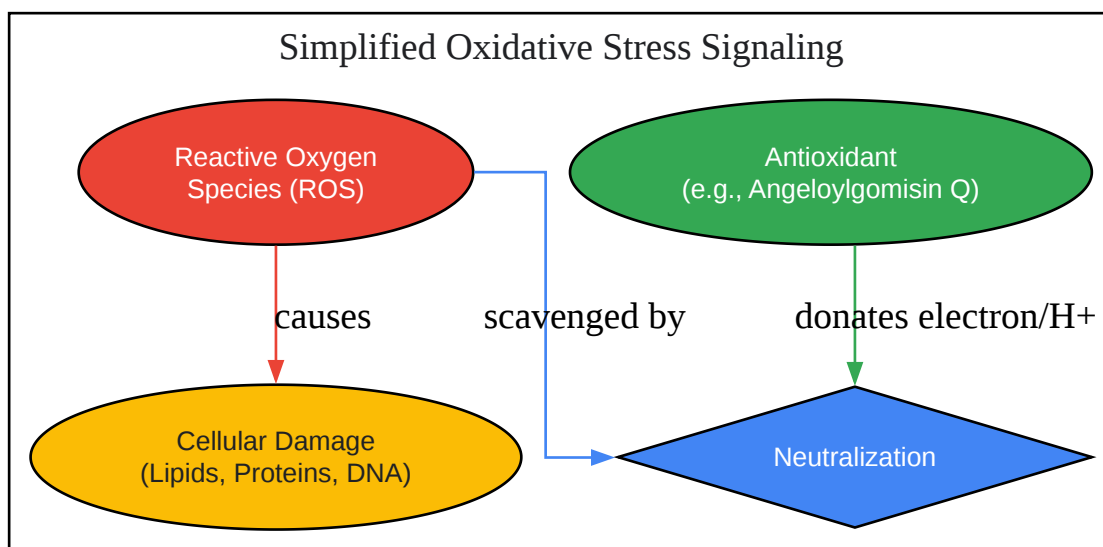 Simplified Oxidative Stress Signaling
Reactive Oxygen
Species (ROS)
Antioxidant
(e.g., Angeloylgomisin Q)
causes
scavenged by
donates electron/H+
Cellular Damage
(Lipids, Proteins, DNA)
Neutralization